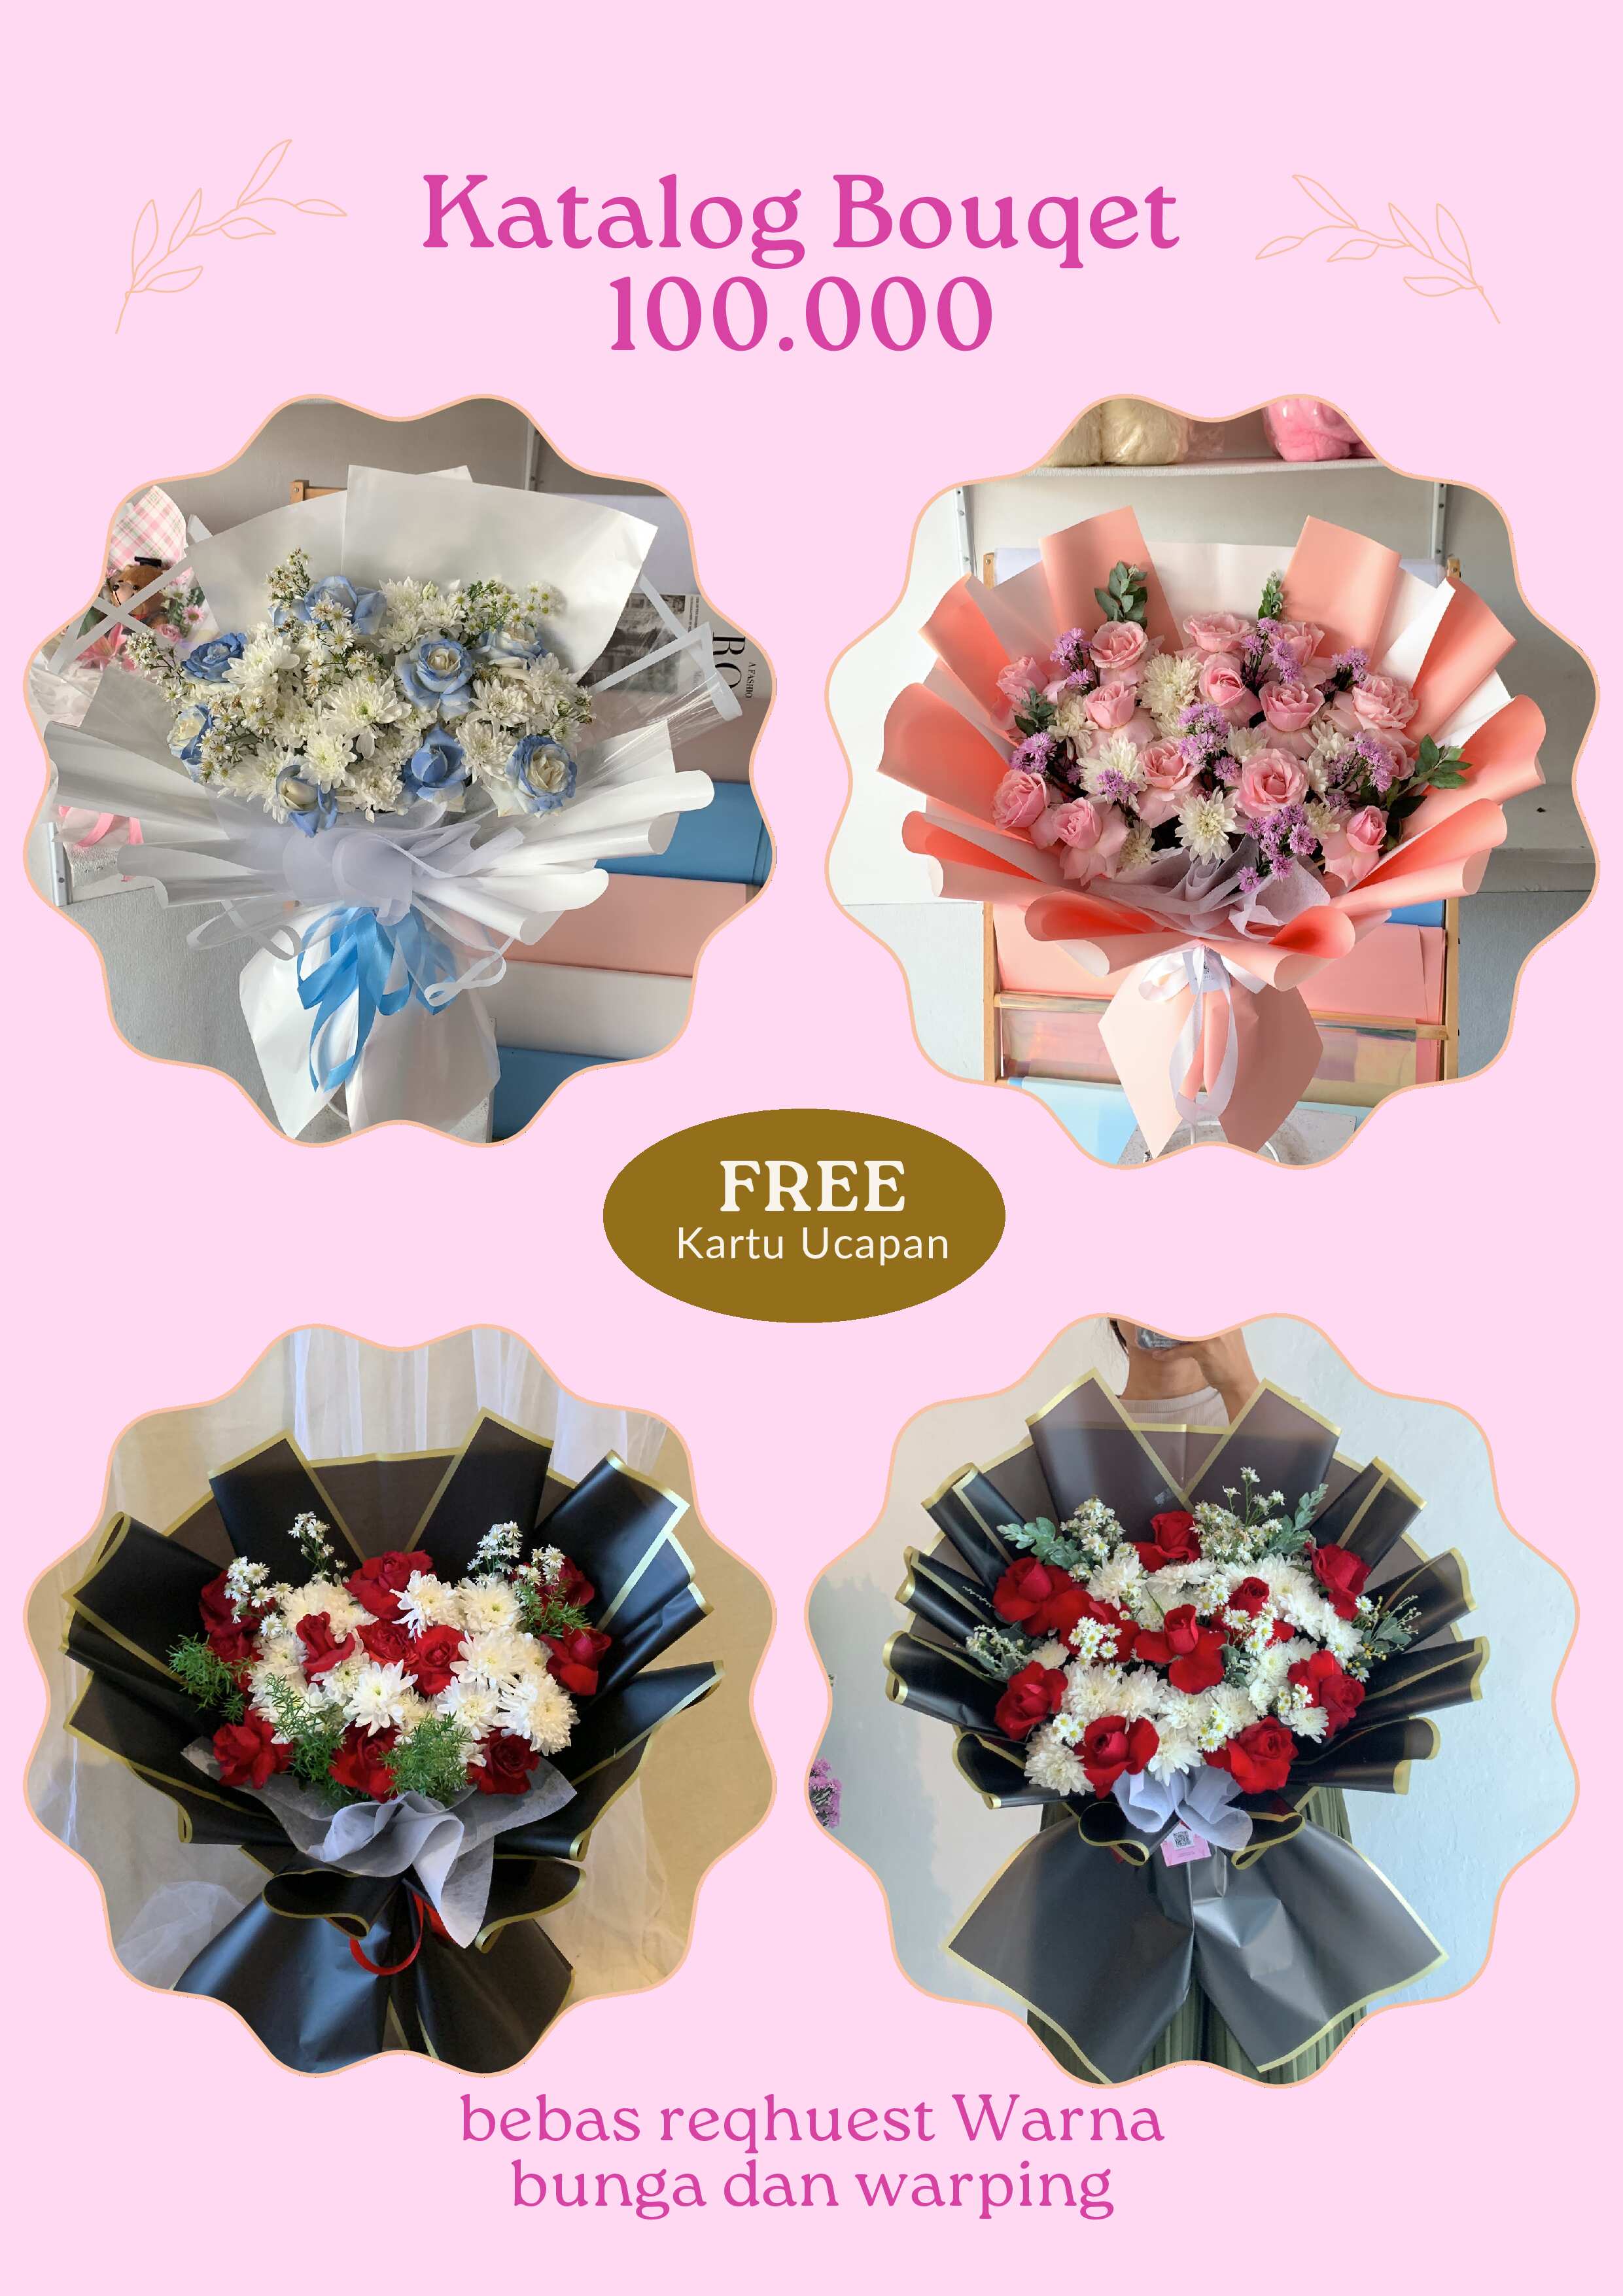 Katalog Bouqet
100.000
FREE
Kartu Ucapan
bebas reqhuest Warna
bunga dan warping